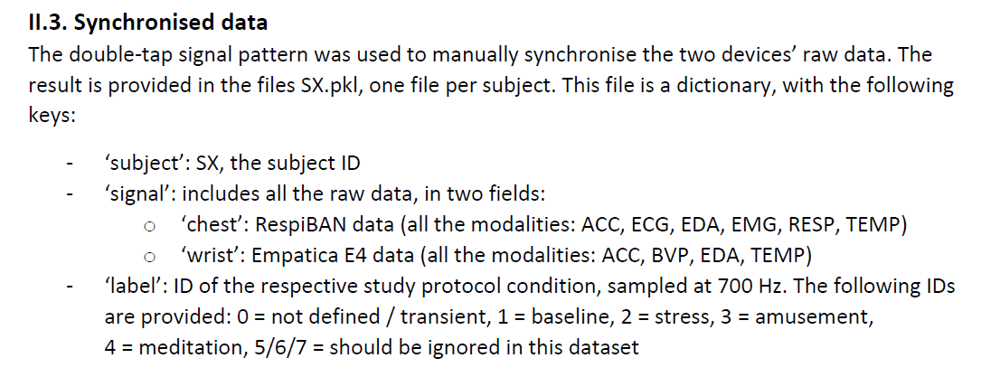 II.3. Synchronised data
The double-tap signal pattern was used to manually synchronise the two devices’ raw data. The
result is provided in the files SX.pkl, one file per subject. This file is a dictionary, with the following
keys:
- ‘subject’: SX, the subject ID
- ‘signal’: includes all the raw data, in two fields:
○ ‘chest’: RespiBAN data (all the modalities: ACC, ECG, EDA, EMG, RESP, TEMP)
○ ‘wrist’: Empatica E4 data (all the modalities: ACC, BVP, EDA, TEMP)
- ‘label’: ID of the respective study protocol condition, sampled at 700 Hz. The following IDs
are provided: 0 = not defined / transient, 1 = baseline, 2 = stress, 3 = amusement,
4 = meditation, 5/6/7 = should be ignored in this dataset